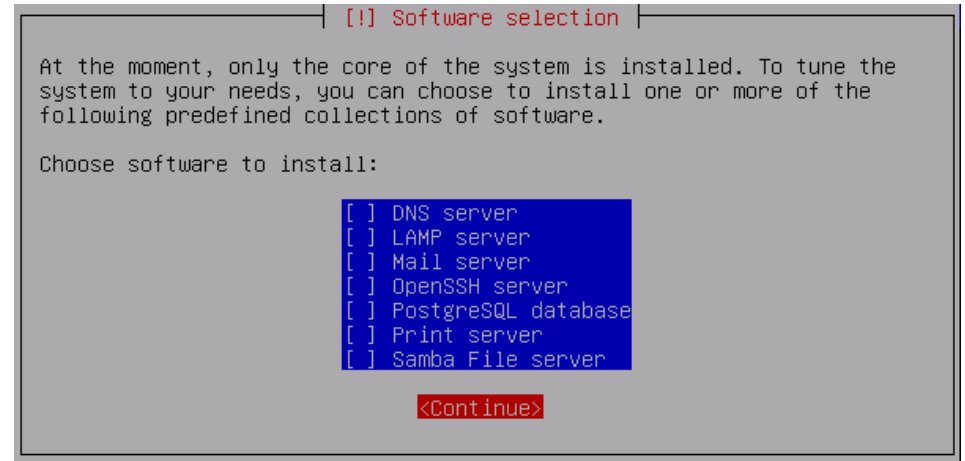 [!] Software selection
At the moment, only the core of the system is installed. To tune the
system to your needs, you can choose to install one or more of the
following predefined collections of software.
Choose software to install:
[ ] DNS server
[ ] LAMP server
[ ] Mail server
[ ] OpenSSH server
[ ] PostgreSQL database
[ ] Print server
[ ] Samba File server
<Continue>